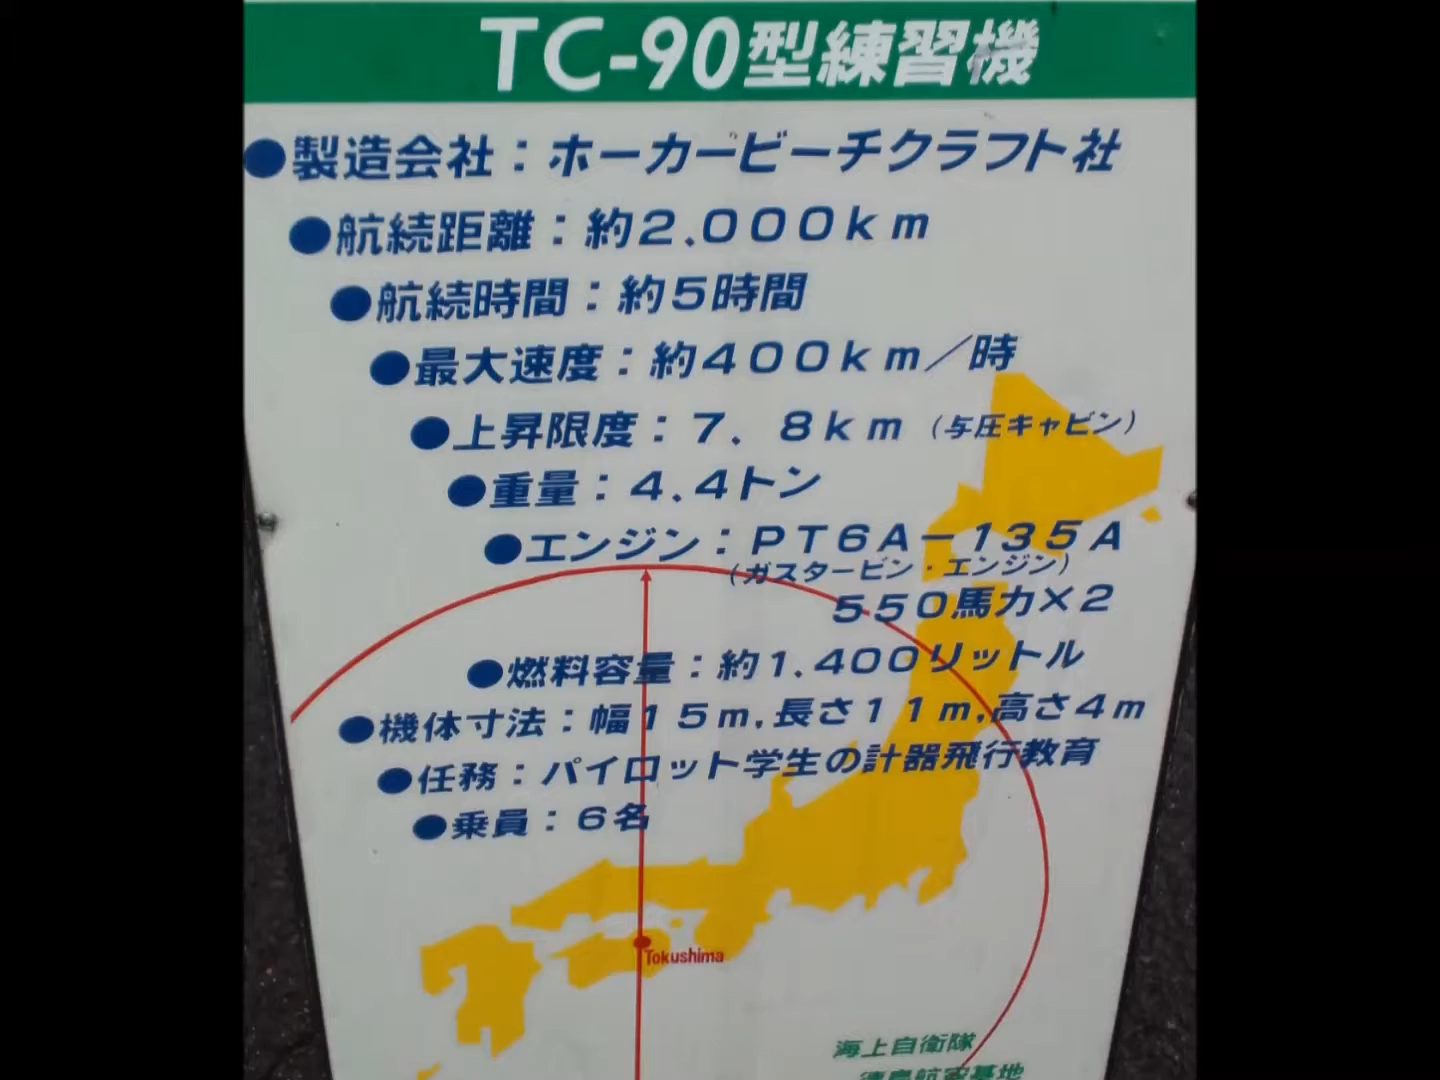 TC-90型練習機
●製造会社：ホーカービーチクラフト社
●航続距離：約2.000km
●航続時間：約5時間
●最大速度：約400km／時
●上昇限度：7．8km（与圧キャビン）
●重量：4.4トン
●エンジン：PT6A－135A
（ガスタービン・エンジン）
550馬力×2
●燃料容量：約1.400リットル
●機体寸法：幅15m,長さ11m,高さ4m
●任務：パイロット学生の計器飛行教育
●乗員：6名
Tokushima
海上自衛隊
徳島航空基地